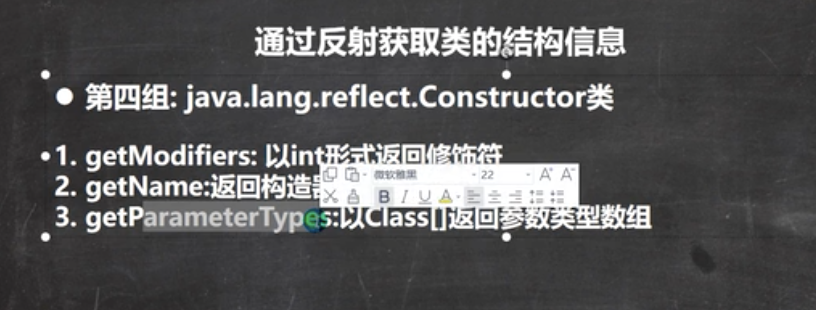 通过反射获取类的结构信息
● 第四组: java.lang.reflect.Constructor类
1. getModifiers: 以int形式返回修饰符
微软雅黑 22 A A
2. getName:返回构造器
B I U A
3. getParameterTypes:以Class[]返回参数类型数组